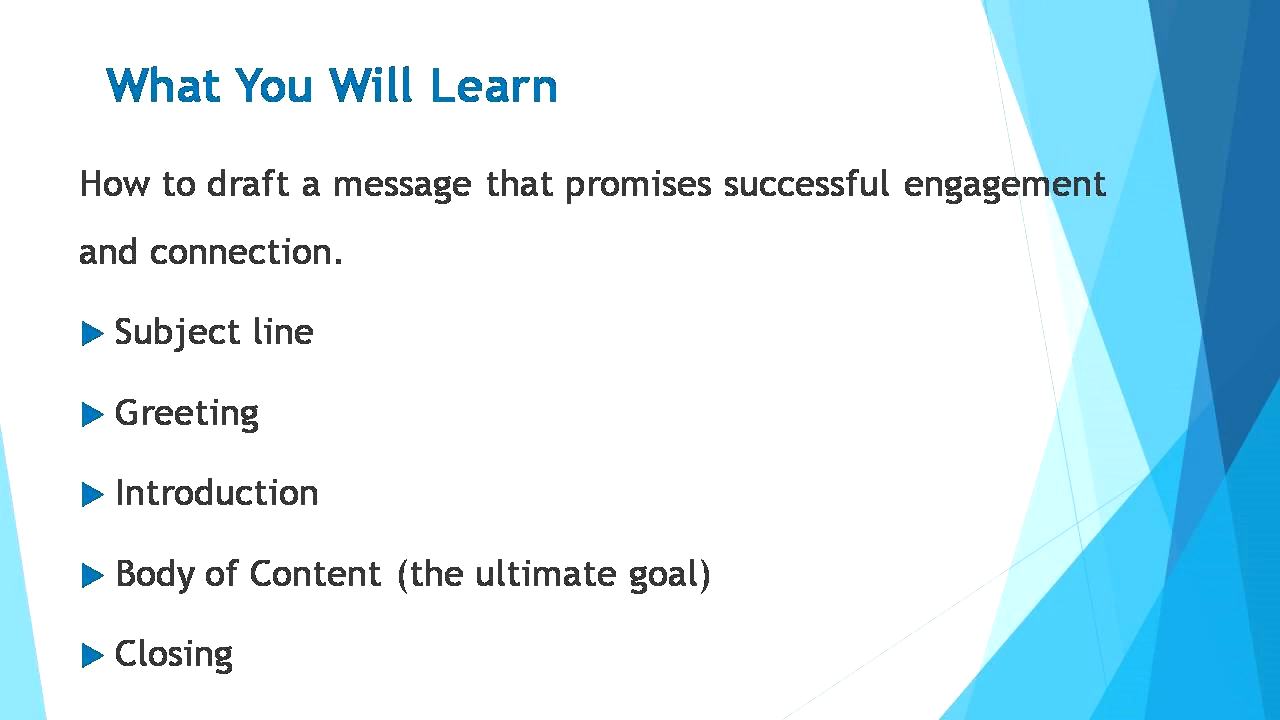 What You Will Learn
How to draft a message that promises successful engagement
and connection.
Subject line
Greeting
Introduction
Body of Content (the ultimate goal)
Closing